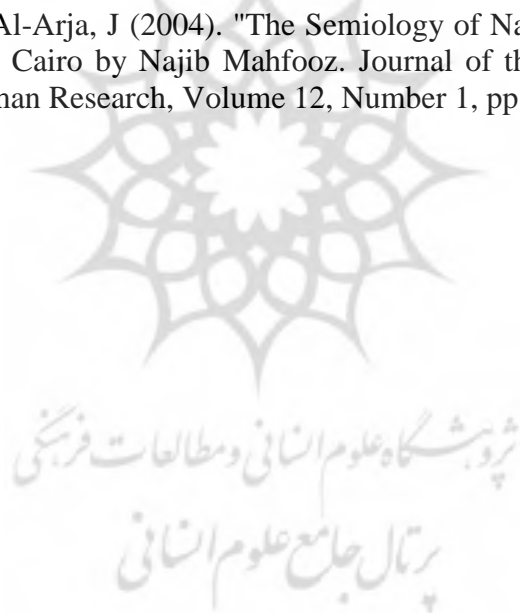 Al-Arja, J (2004). "The Semiology of Na
Cairo by Najib Mahfooz. Journal of th
nan Research, Volume 12, Number 1, pp
پژوهشگاه علوم انسانی و مطالعات فرهنگی
پرتال جامع علوم انسانی